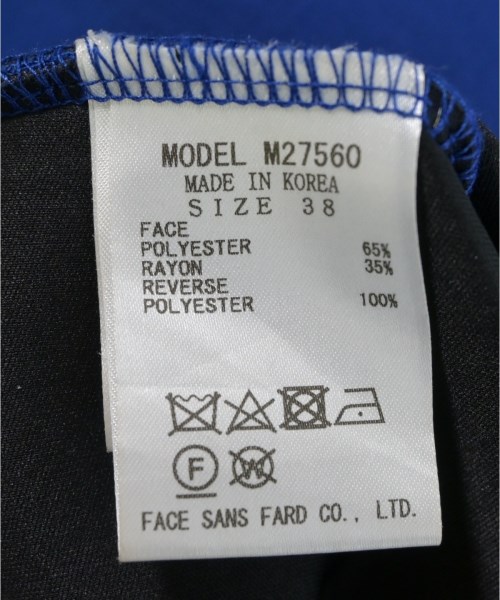 MODEL M27560
MADE IN KOREA
SIZE 38
FACE
POLYESTER 65%
RAYON 35%
REVERSE
POLYESTER 100%
F W
FACE SANS FARD CO., LTD.